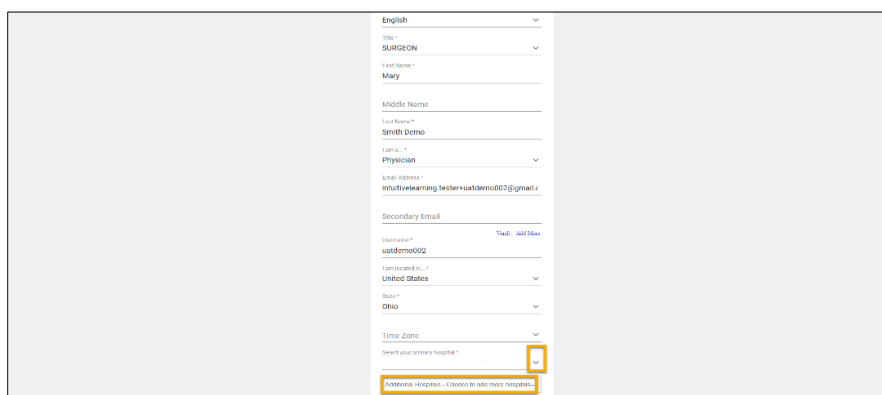 English
Title *
SURGEON
First Name *
Mary
Middle Name
Last Name *
Smith Demo
I am a... *
Physician
Email Address *
intuitivelearning.tester+uatdemo002@gmail.c
Secondary Email
Verify Add More
Username *
uatdemo002
I am located in... *
United States
State *
Ohio
Time Zone
Select your primary hospital *
Additional Hospitals - Choose to add more hospitals--